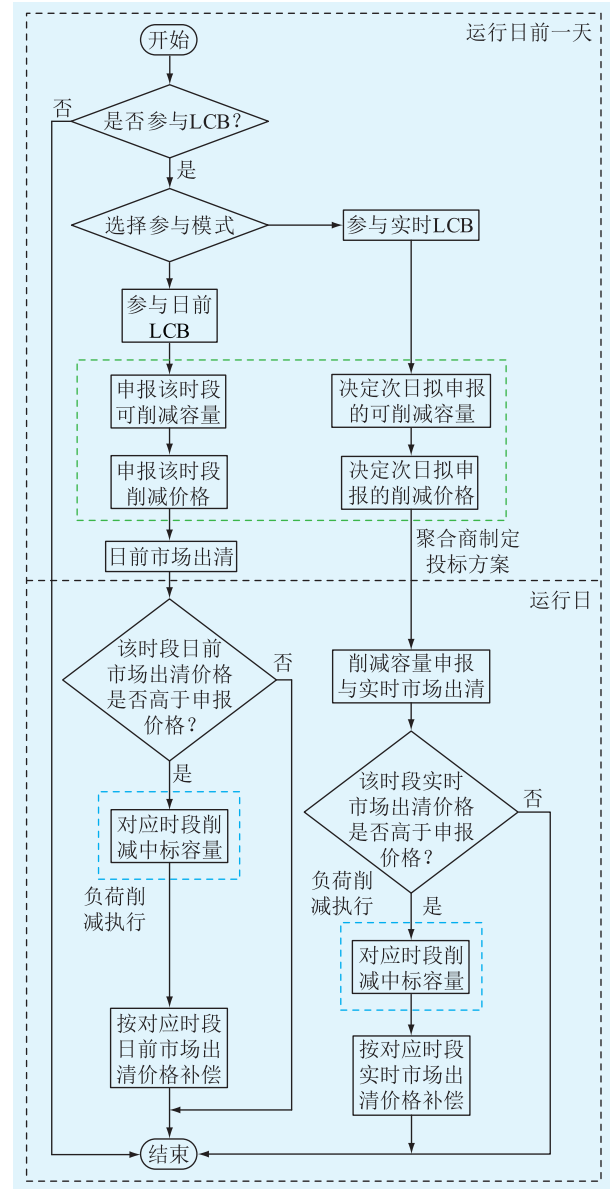 运行日前一天
开始
否
是否参与LCB？
是
选择参与模式
参与实时LCB
参与日前
LCB
申报该时段
可削减容量
决定次日拟申报
的可削减容量
申报该时段
削减价格
决定次日拟申
报的削减价格
日前市场出清
聚合商制定
投标方案
运行日
该时段日前
市场出清价格
是否高于申报
价格？
否
削减容量申报
与实时市场出清
是
该时段实时
市场出清价格
是否高于申报
价格？
否
对应时段削
减中标容量
负荷削
减执行
负荷削
减执行
是
对应时段削
减中标容量
按对应时段
日前市场出
清价格补偿
按对应时段
实时市场出
清价格补偿
结束